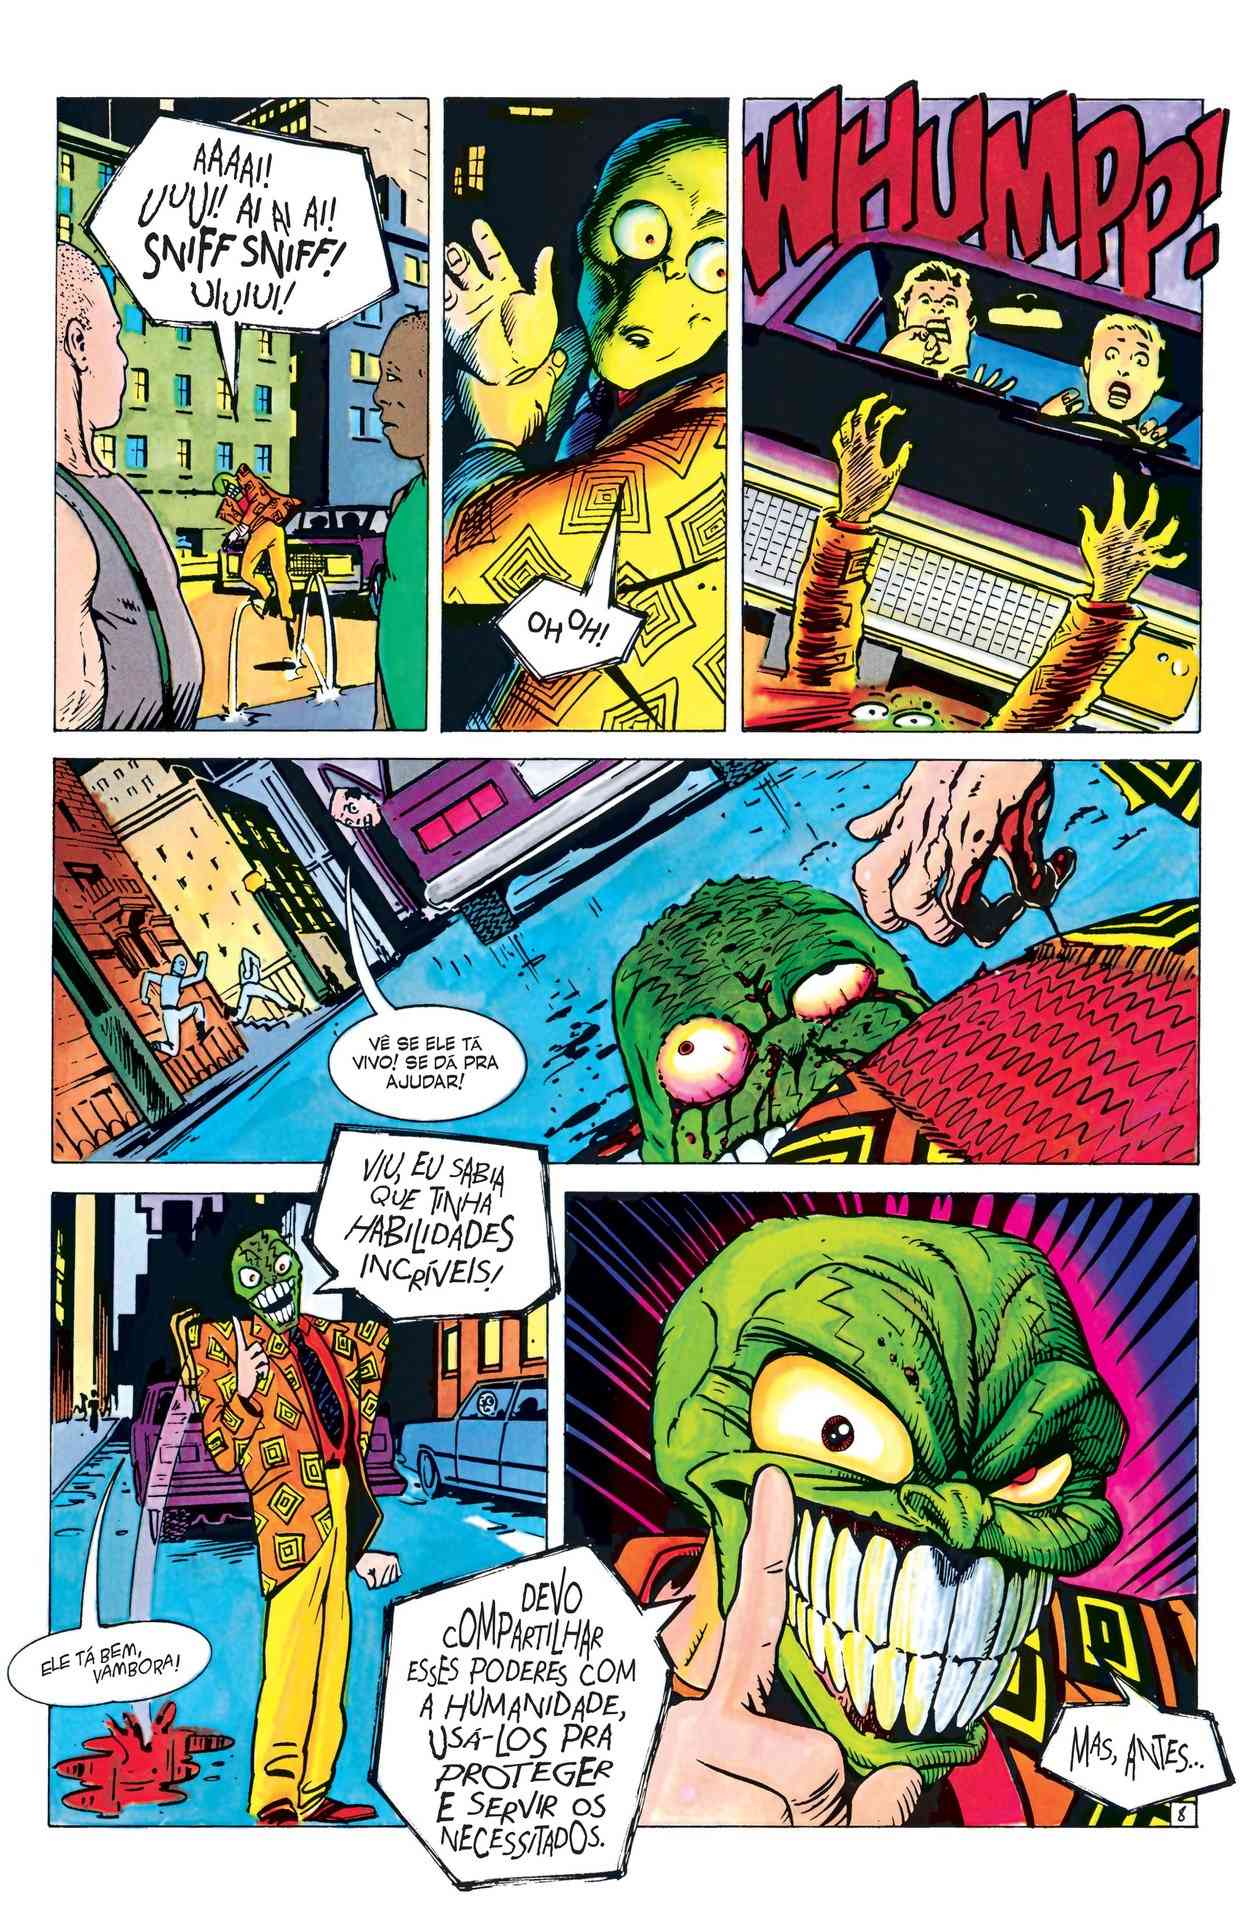 AAAAI!
UUU!! AI AI AI!
SNIFF SNIFF!
UIUIUI!
OH OH!
WHUMPP!
VÊ SE ELE TÁ
VIVO! SE DÁ PRA
AJUDAR!
VIU, EU SABIA
QUE TINHA
HABILIDADES
INCRÍVEIS!
ELE TÁ BEM,
VAMBORA!
DEVO
COMPARTILHAR
ESSES PODERES COM
A HUMANIDADE,
USÁ-LOS PRA
PROTEGER
E SERVIR OS
NECESSITADOS.
MAS, ANTES...
8